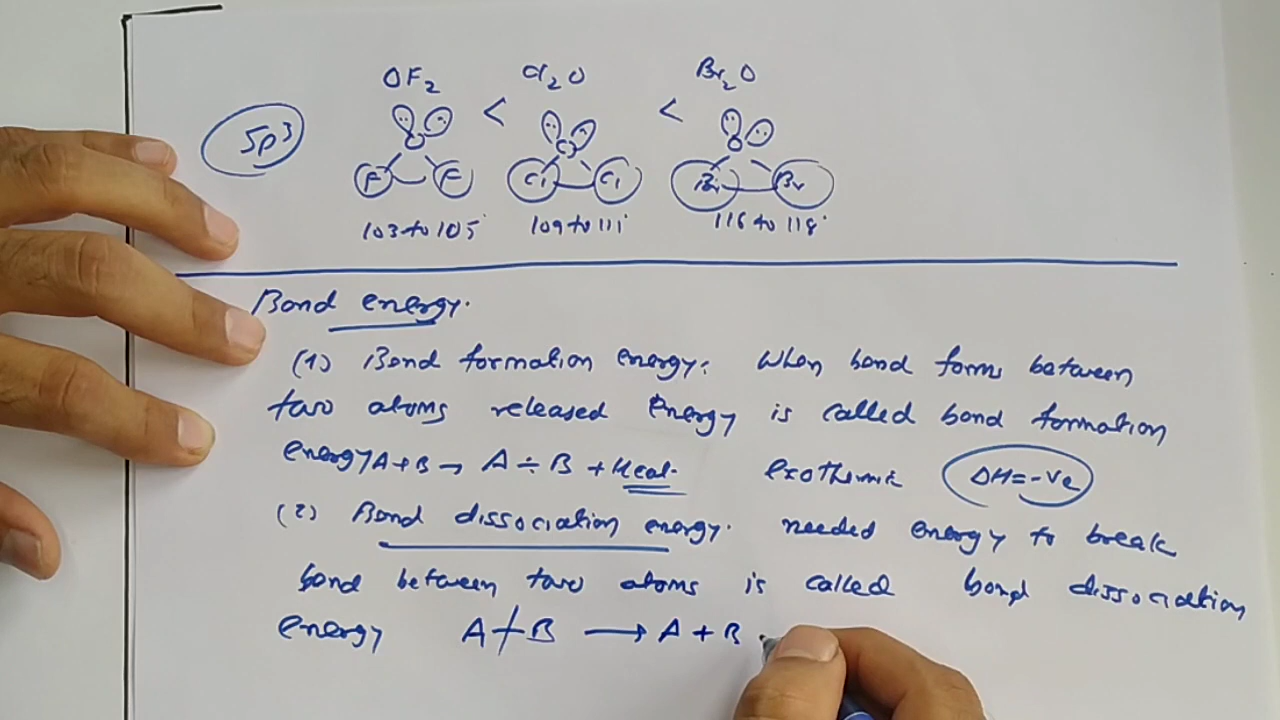 OF2 < Cl2O < Br2O
sp3
O O O
F F Cl Cl Br Br
103 to 105° 109 to 111° 116 to 118°
Bond energy.
(1) Bond formation energy: When bond forms between
two atoms released Energy is called bond formation
energy A+B → A÷B + Heat. exothermic ΔH=-Ve
(2) Bond dissociation energy. needed energy to break
bond between two atoms is called bond dissociation
energy A+B → A + B